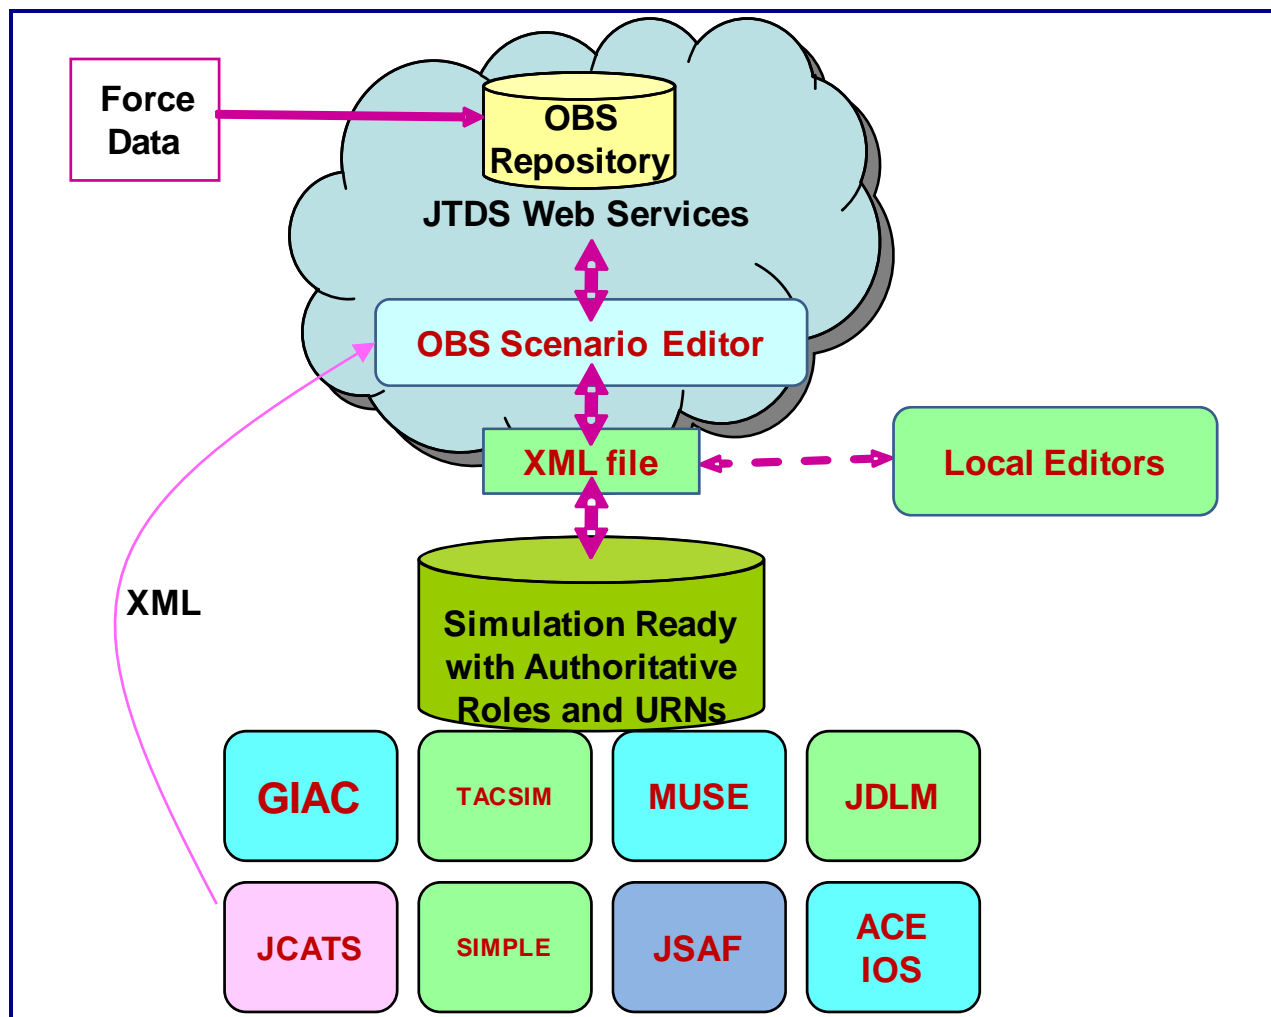 Force
Data
OBS
Repository
JTDS Web Services
OBS Scenario Editor
XML file
Local Editors
XML
Simulation Ready
with Authoritative
Roles and URNs
GIAC
TACSIM
MUSE
JDLM
JCATS
SIMPLE
JSAF
ACE
IOS